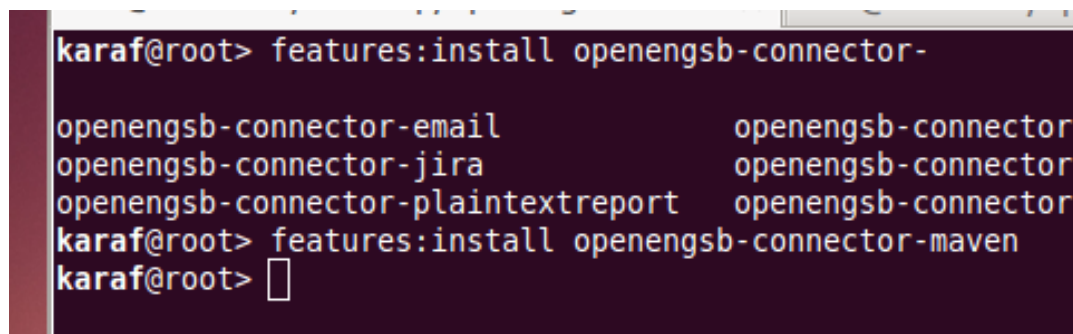 karaf@root> features:install openengsb-connector-
openengsb-connector-email openengsb-connector
openengsb-connector-jira openengsb-connector
openengsb-connector-plaintextreport openengsb-connector
karaf@root> features:install openengsb-connector-maven
karaf@root>